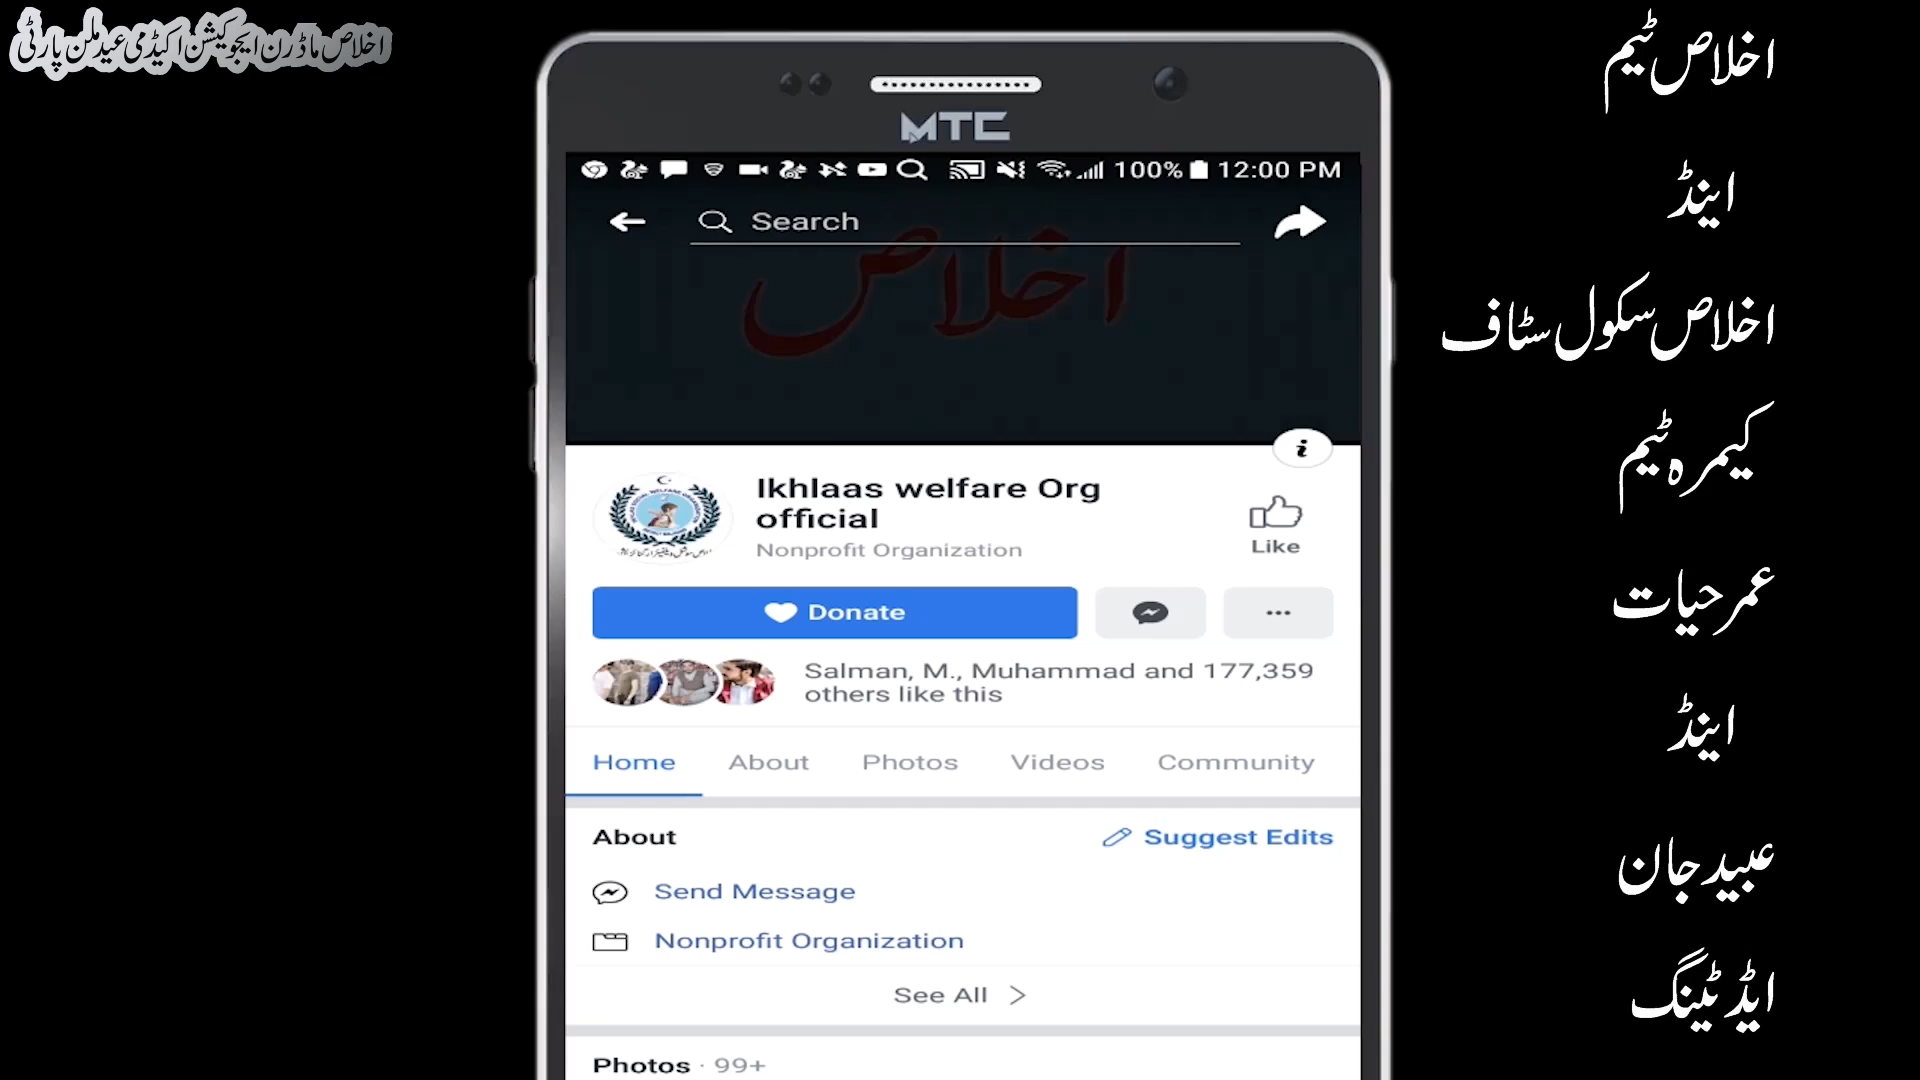 اخلاص ماڈرن ایجوکیشن اکیڈمی عید ملن پارٹی
MTC
100% 12:00 PM
Search
اخلاص
Ikhlaas welfare Org
official
Nonprofit Organization
Like
Donate
Salman, M., Muhammad and 177,359
others like this
Home About Photos Videos Community
About
Suggest Edits
Send Message
Nonprofit Organization
See All
Photos · 99+
اخلاص ٹیم
اینڈ
اخلاص سکول سٹاف
کیمرہ ٹیم
عمر حیات
اینڈ
عبید جان
ایڈیٹینگ